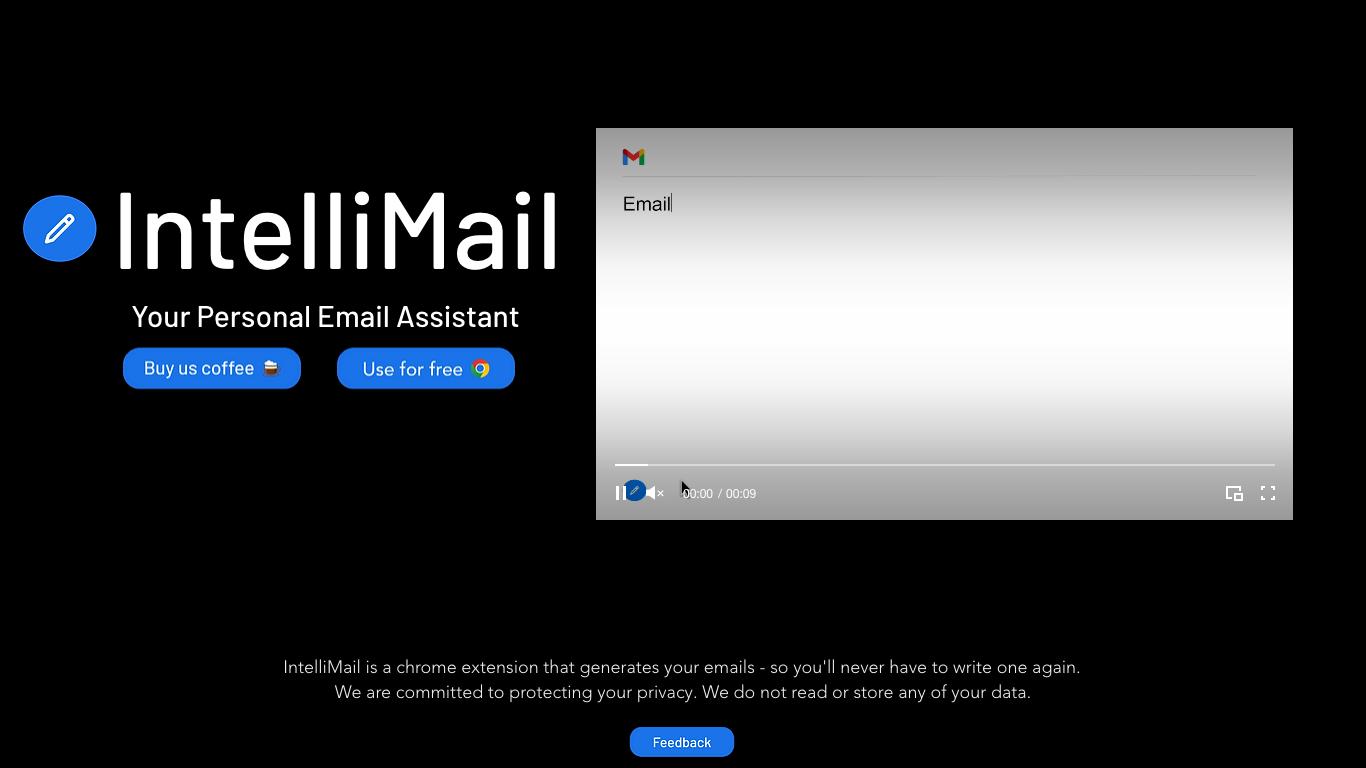 IntelliMail
Your Personal Email Assistant
Buy us coffee
Use for free
Email
00:00 / 00:09
IntelliMail is a chrome extension that generates your emails - so you'll never have to write one again.
We are committed to protecting your privacy. We do not read or store any of your data.
Feedback